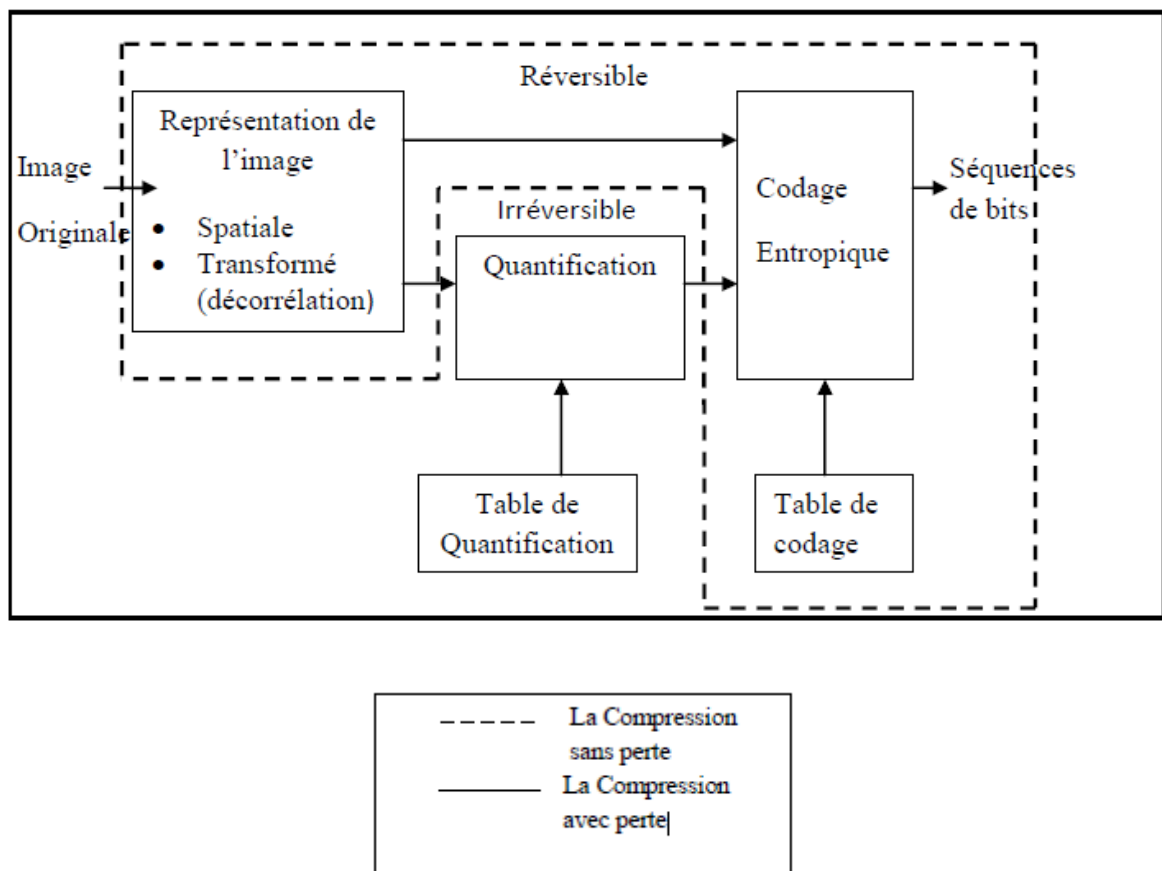 Réversible
Représentation de
l’image
Image
Originale
• Spatiale
• Transformé
(décorrélation)
Irréversible
Quantification
Codage
Entropique
Séquences
de bits
Table de
Quantification
Table de
codage
La Compression
sans perte
La Compression
avec perte